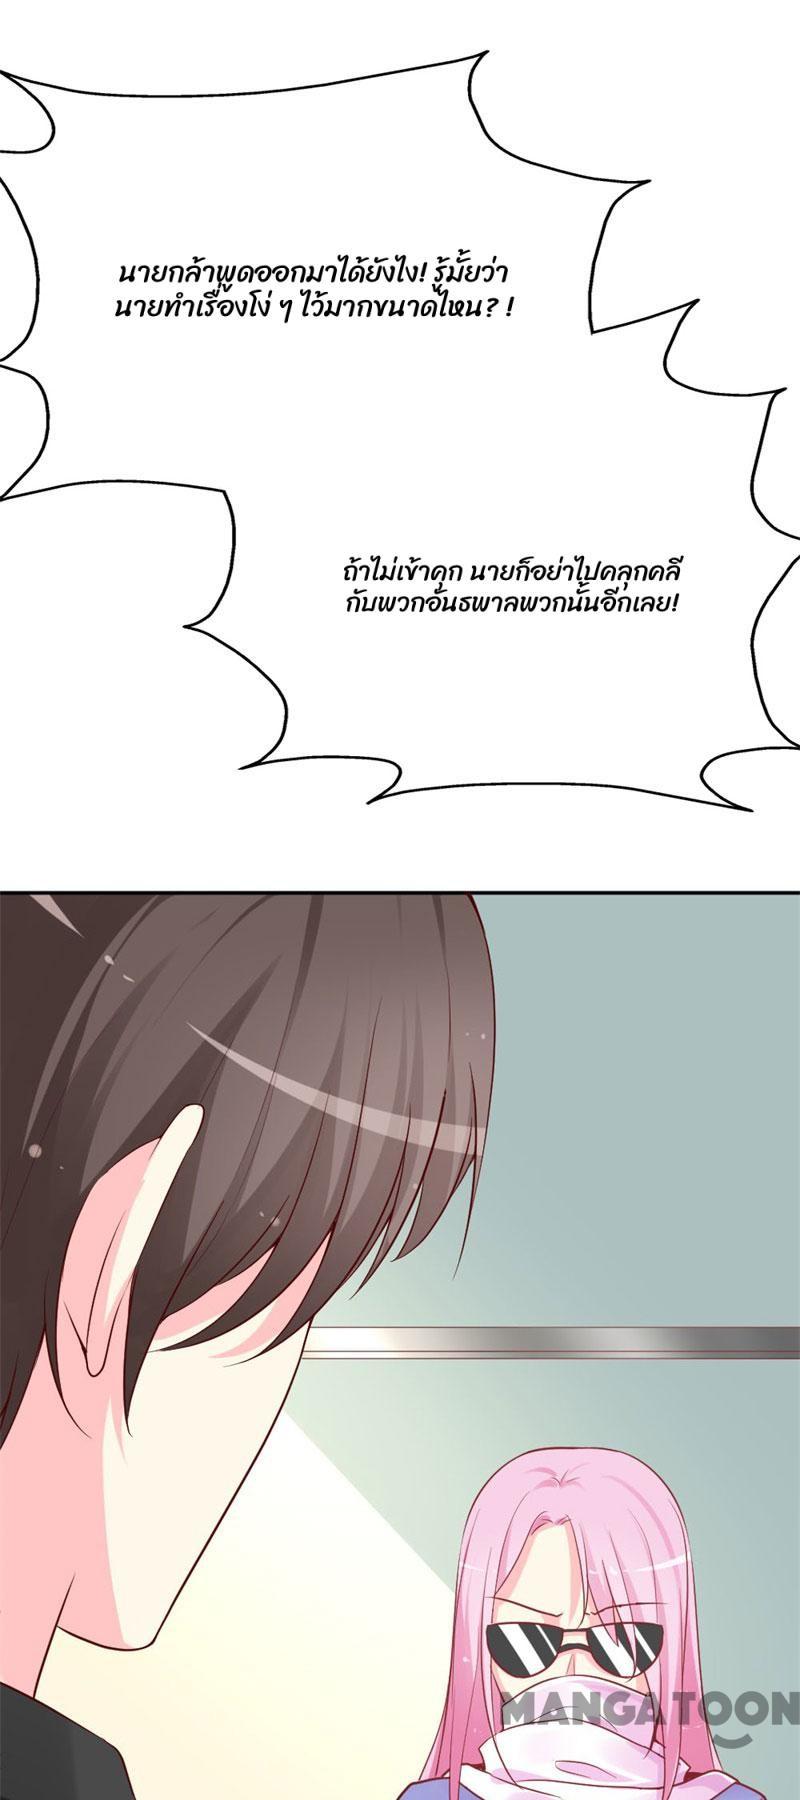 นายกล้าพูดออกมาได้ยังไง! รู้มั้ยว่า
นายทำเรื่องโง่ ๆ ไว้มากขนาดไหน? !
ถ้าไม่เข้าคุก นายก็อย่าไปคลุกคลี
กับพวกอันธพาลพวกนั้นอีกเลย!
MANGATOON